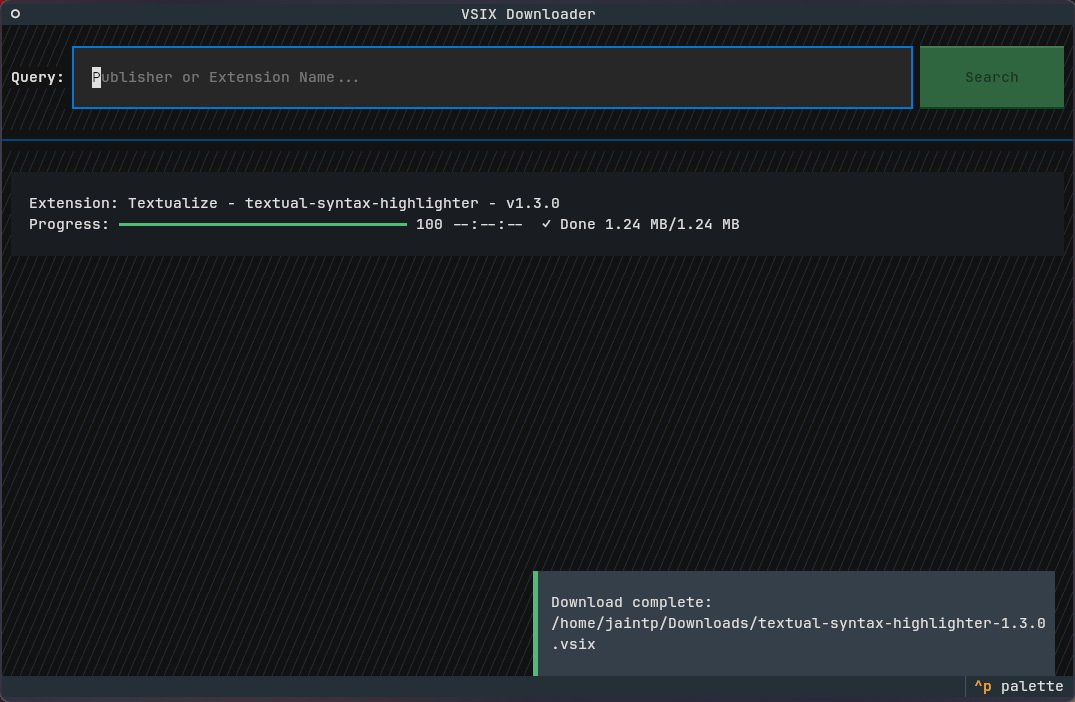 VSIX Downloader
Query: Publisher or Extension Name... Search
Extension: Textualize - textual-syntax-highlighter - v1.3.0
Progress: 100 --:--:-- ✓ Done 1.24 MB/1.24 MB
Download complete:
/home/jaintp/Downloads/textual-syntax-highlighter-1.3.0
.vsix
^p palette